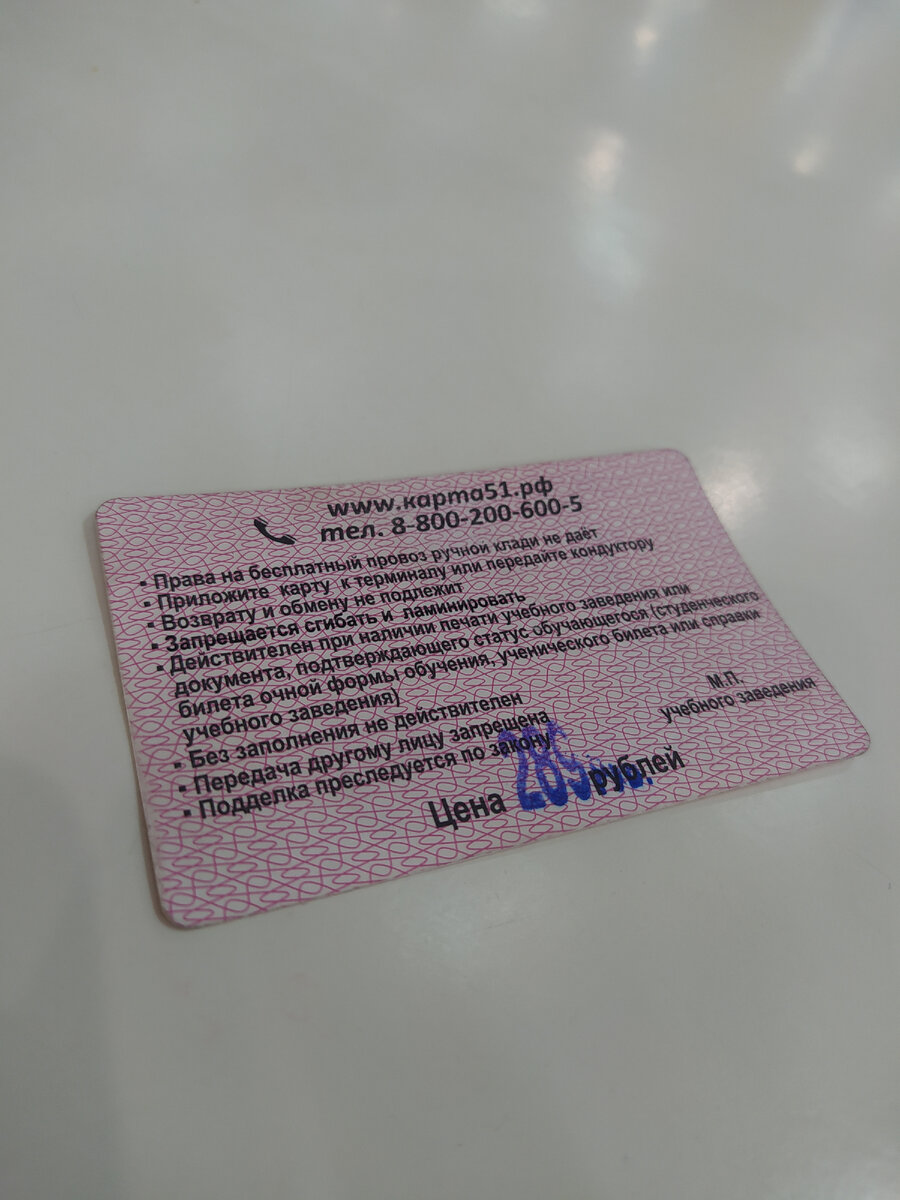 www.карта51.рф
тел. 8-800-200-600-5
▪ Права на бесплатный провоз ручной клади не даёт
▪ Приложите карту к терминалу или передайте кондуктору
▪ Возврату и обмену не подлежит
▪ Запрещается сгибать и ламинировать
▪ Действителен при наличии печати учебного заведения или
документа, подтверждающего статус обучающегося (студенческого
билета очной формы обучения, ученического билета или справки
учебного заведения)
▪ Без заполнения не действителен
▪ Передача другому лицу запрещена
▪ Подделка преследуется по закону
М.П.
учебного заведения
Цена рублей